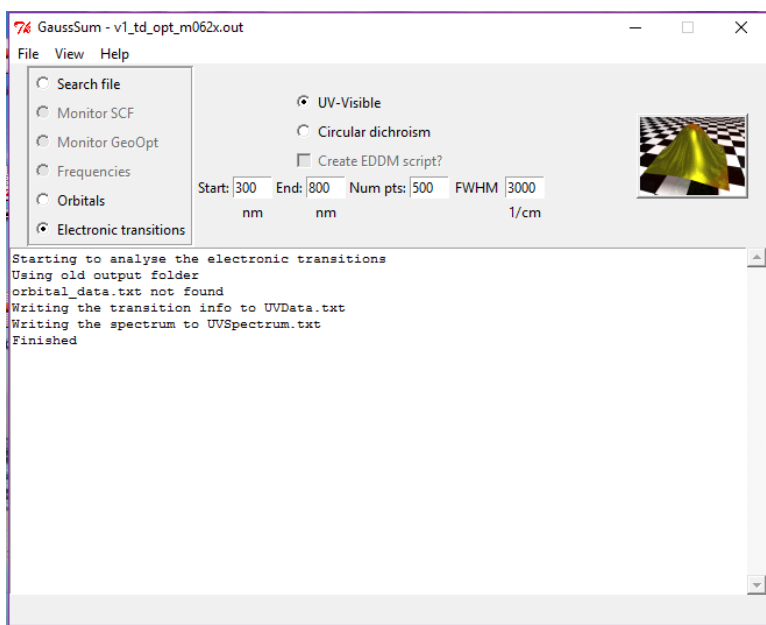 GaussSum - v1_td_opt_m062x.out
File View Help
Search file
Monitor SCF
Monitor GeoOpt
Frequencies
Orbitals
Electronic transitions
UV-Visible
Circular dichroism
Create EDDM script?
Start: 300 End: 800 Num pts: 500 FWHM 3000
nm nm 1/cm
Starting to analyse the electronic transitions
Using old output folder
orbital_data.txt not found
Writing the transition info to UVData.txt
Writing the spectrum to UVSpectrum.txt
Finished